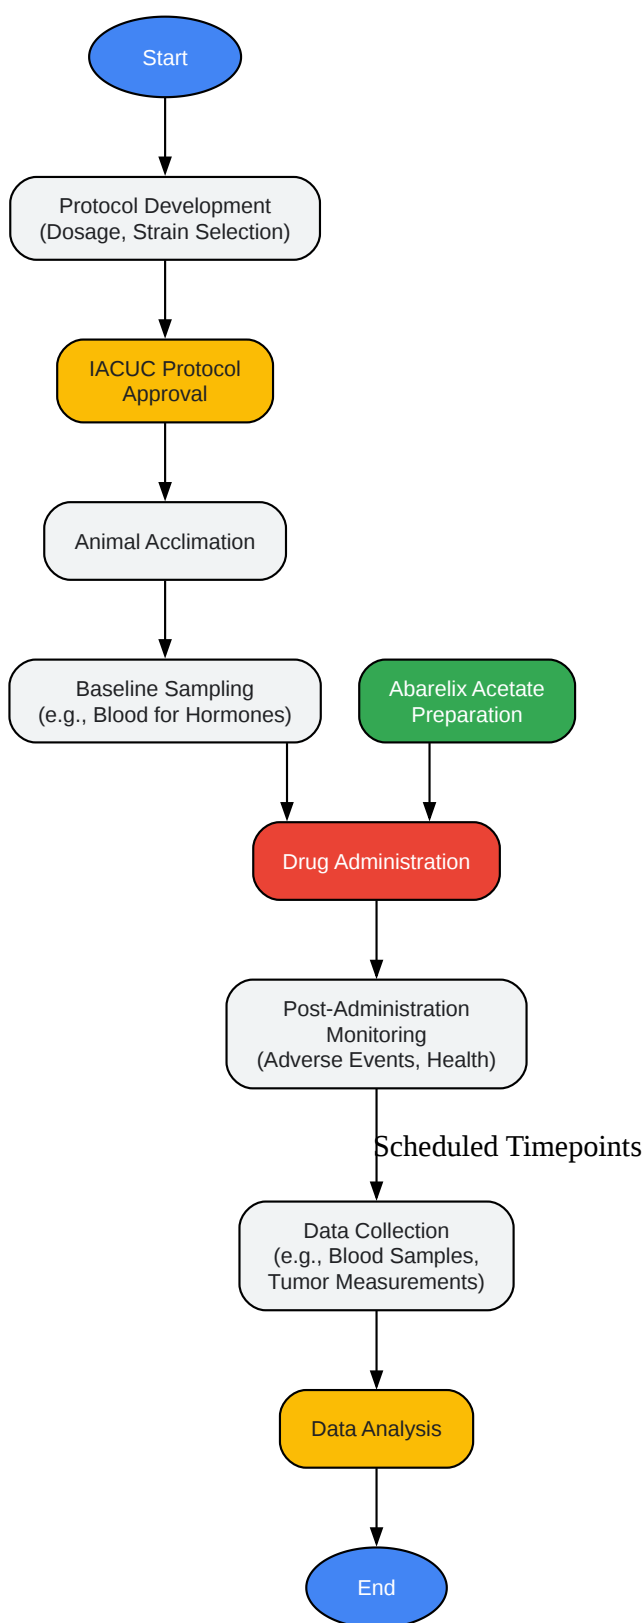 Start
Protocol Development
(Dosage, Strain Selection)
IACUC Protocol
Approval
Animal Acclimation
Baseline Sampling
(e.g., Blood for Hormones)
Abarelix Acetate
Preparation
Drug Administration
Post-Administration
Monitoring
(Adverse Events, Health)
Scheduled Timepoints
Data Collection
(e.g., Blood Samples,
Tumor Measurements)
Data Analysis
End